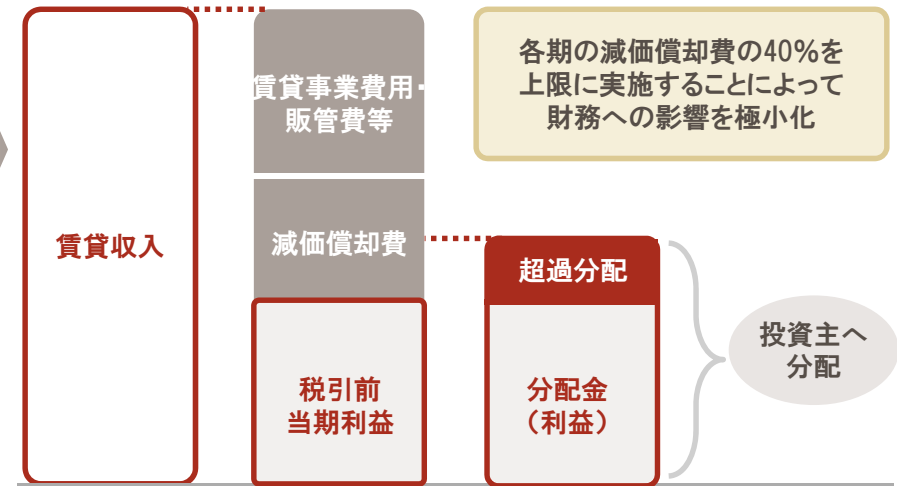 賃貸収入
賃貸事業費用・
販管費等
減価償却費
税引前
当期利益
各期の減価償却費の40%を
上限に実施することによって
財務への影響を極小化
超過分配
分配金
（利益）
投資主へ
分配